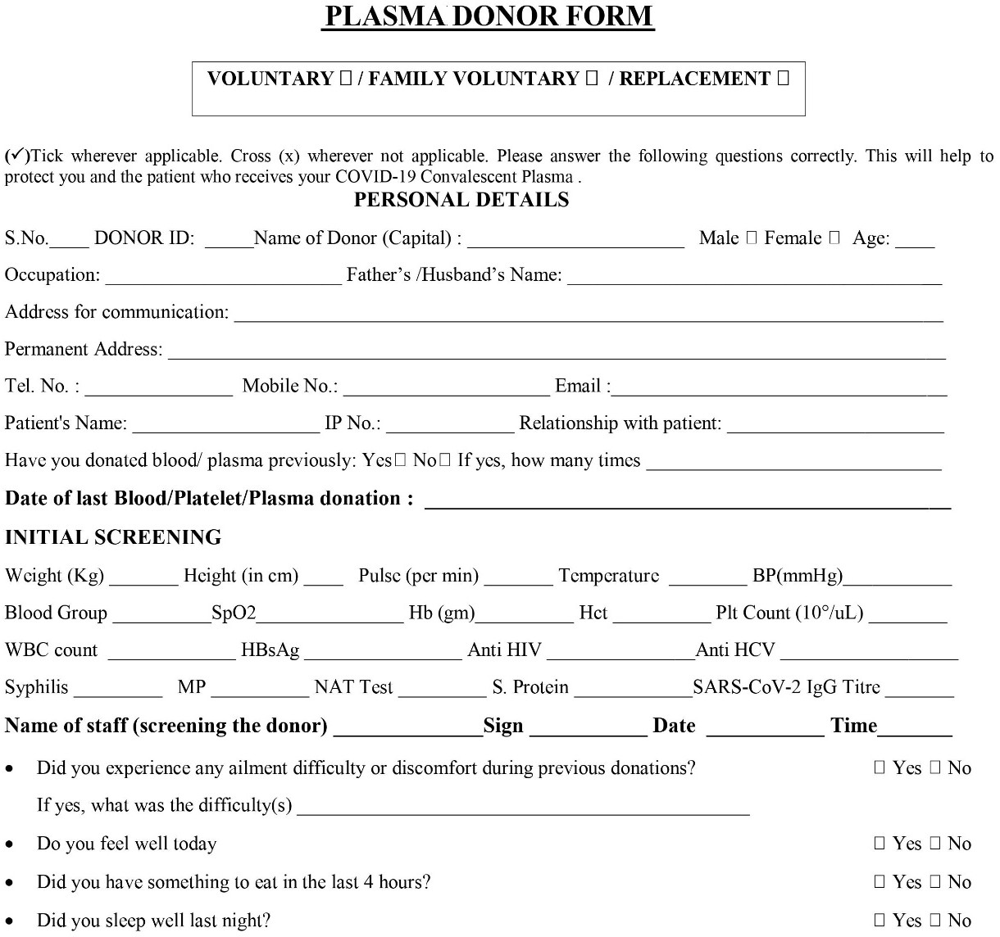 PLASMA DONOR FORM
VOLUNTARY □ / FAMILY VOLUNTARY □ / REPLACEMENT □
(✓)Tick wherever applicable. Cross (x) wherever not applicable. Please answer the following questions correctly. This will help to
protect you and the patient who receives your COVID-19 Convalescent Plasma .
PERSONAL DETAILS
S.No.____ DONOR ID: _____Name of Donor (Capital) : ______________________ Male □ Female □ Age: ____
Occupation: ________________________ Father’s /Husband’s Name: ______________________________________
Address for communication: ________________________________________________________________________
Permanent Address: _______________________________________________________________________________
Tel. No. : _______________ Mobile No.: _____________________ Email :__________________________________
Patient's Name: ___________________ IP No.: _____________ Relationship with patient: ______________________
Have you donated blood/ plasma previously: Yes□ No□ If yes, how many times ______________________________
Date of last Blood/Platelet/Plasma donation : ______________________________________________________
INITIAL SCREENING
Weight (Kg) _______ Height (in cm) ____ Pulse (per min) _______ Temperature ________ BP(mmHg)___________
Blood Group __________SpO2_______________ Hb (gm)__________ Hct __________ Plt Count (10°/uL) ________
WBC count _____________ HBsAg ________________ Anti HIV _______________Anti HCV __________________
Syphilis _________ MP __________ NAT Test _________ S. Protein ____________SARS-CoV-2 IgG Titre _______
Name of staff (screening the donor) ______________Sign ___________ Date ___________ Time_______
• Did you experience any ailment difficulty or discomfort during previous donations? □ Yes □ No
If yes, what was the difficulty(s) ______________________________________________
• Do you feel well today □ Yes □ No
• Did you have something to eat in the last 4 hours? □ Yes □ No
• Did you sleep well last night? □ Yes □ No